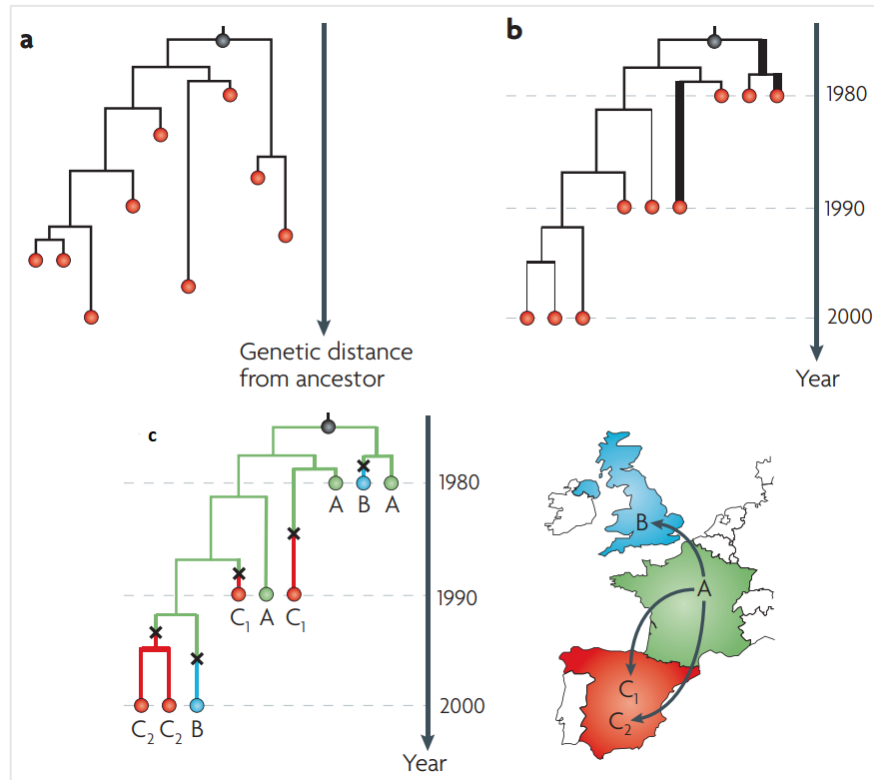 a
Genetic distance
from ancestor
b
1980
1990
2000
Year
c
1980
A B A
1990
C₁ A C₁
2000
C₂ C₂ B
Year
B
A
C₁
C₂